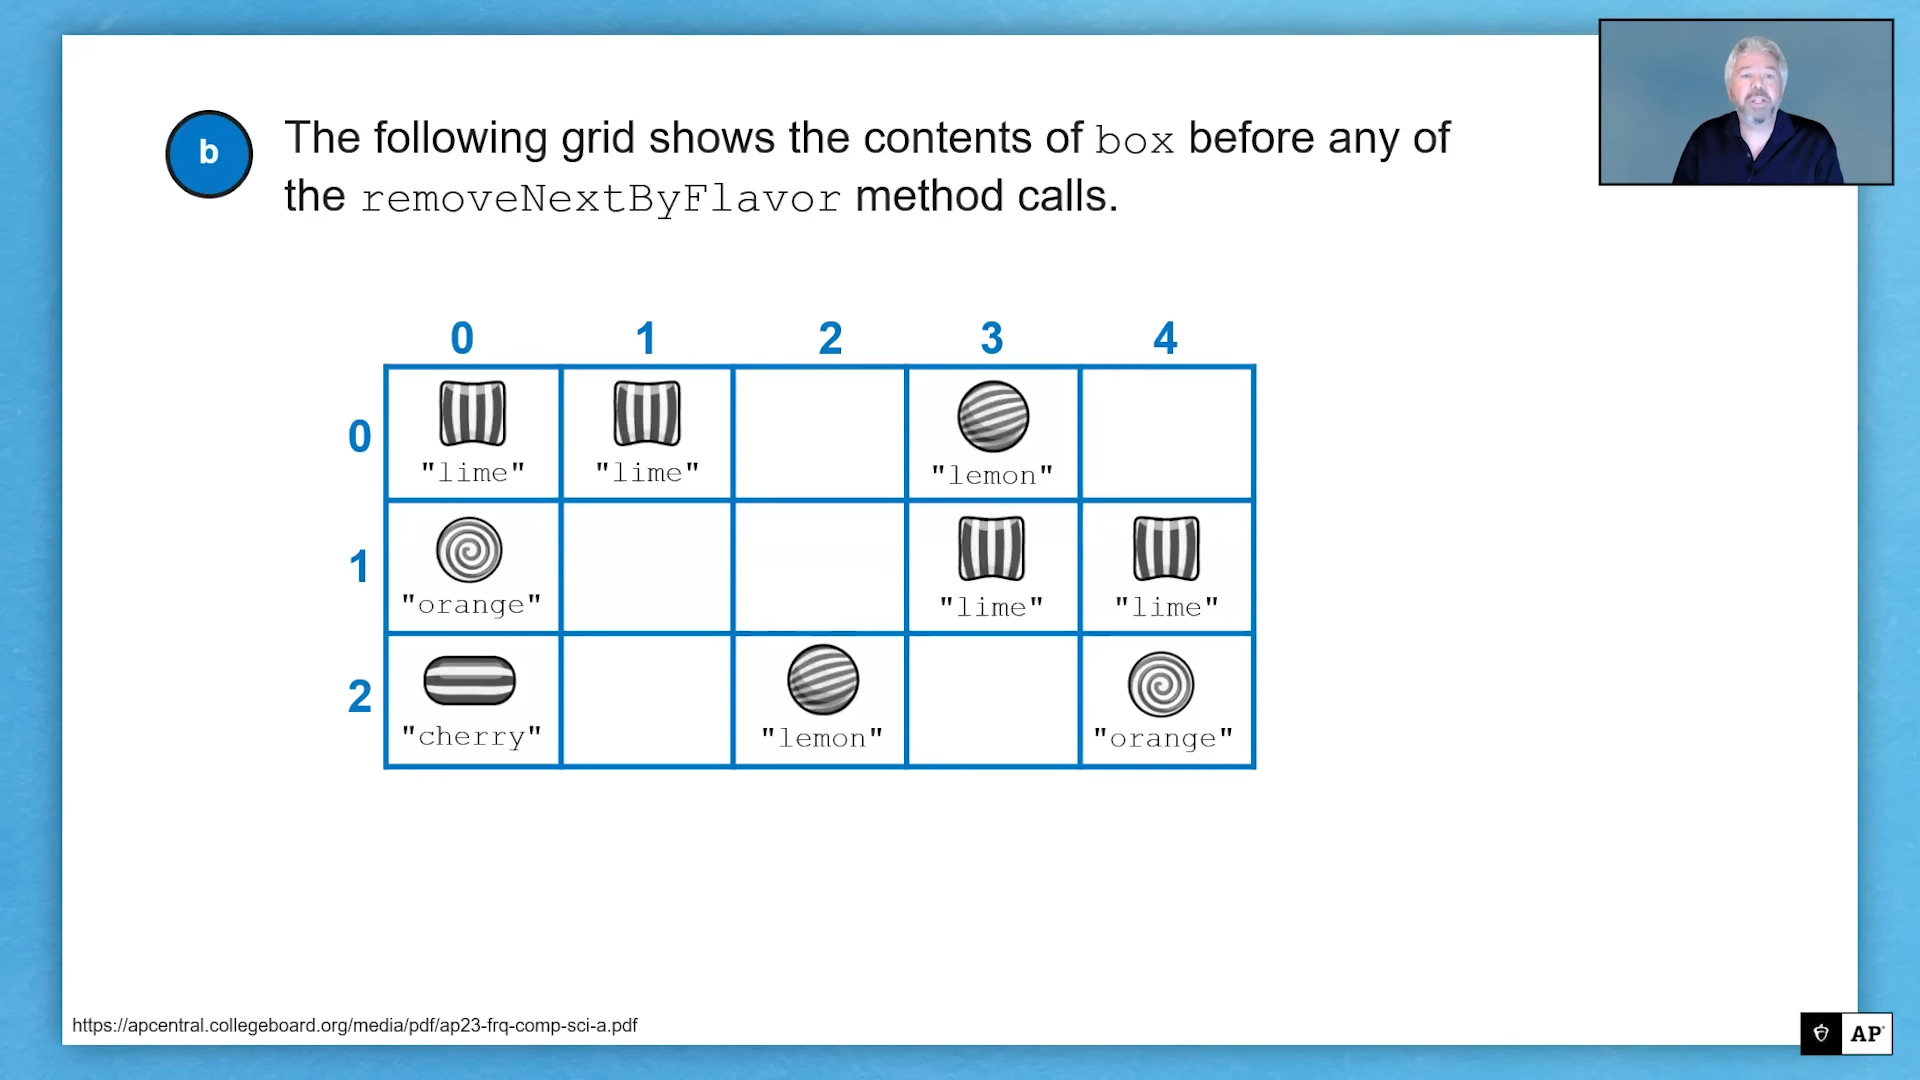 b
The following grid shows the contents of box before any of
the removeNextByFlavor method calls.
0 1 2 3 4
0
"lime" "lime" "lemon"
1
"orange" "lime" "lime"
2
"cherry" "lemon" "orange"
https://apcentral.collegeboard.org/media/pdf/ap23-frq-comp-sci-a.pdf
AP